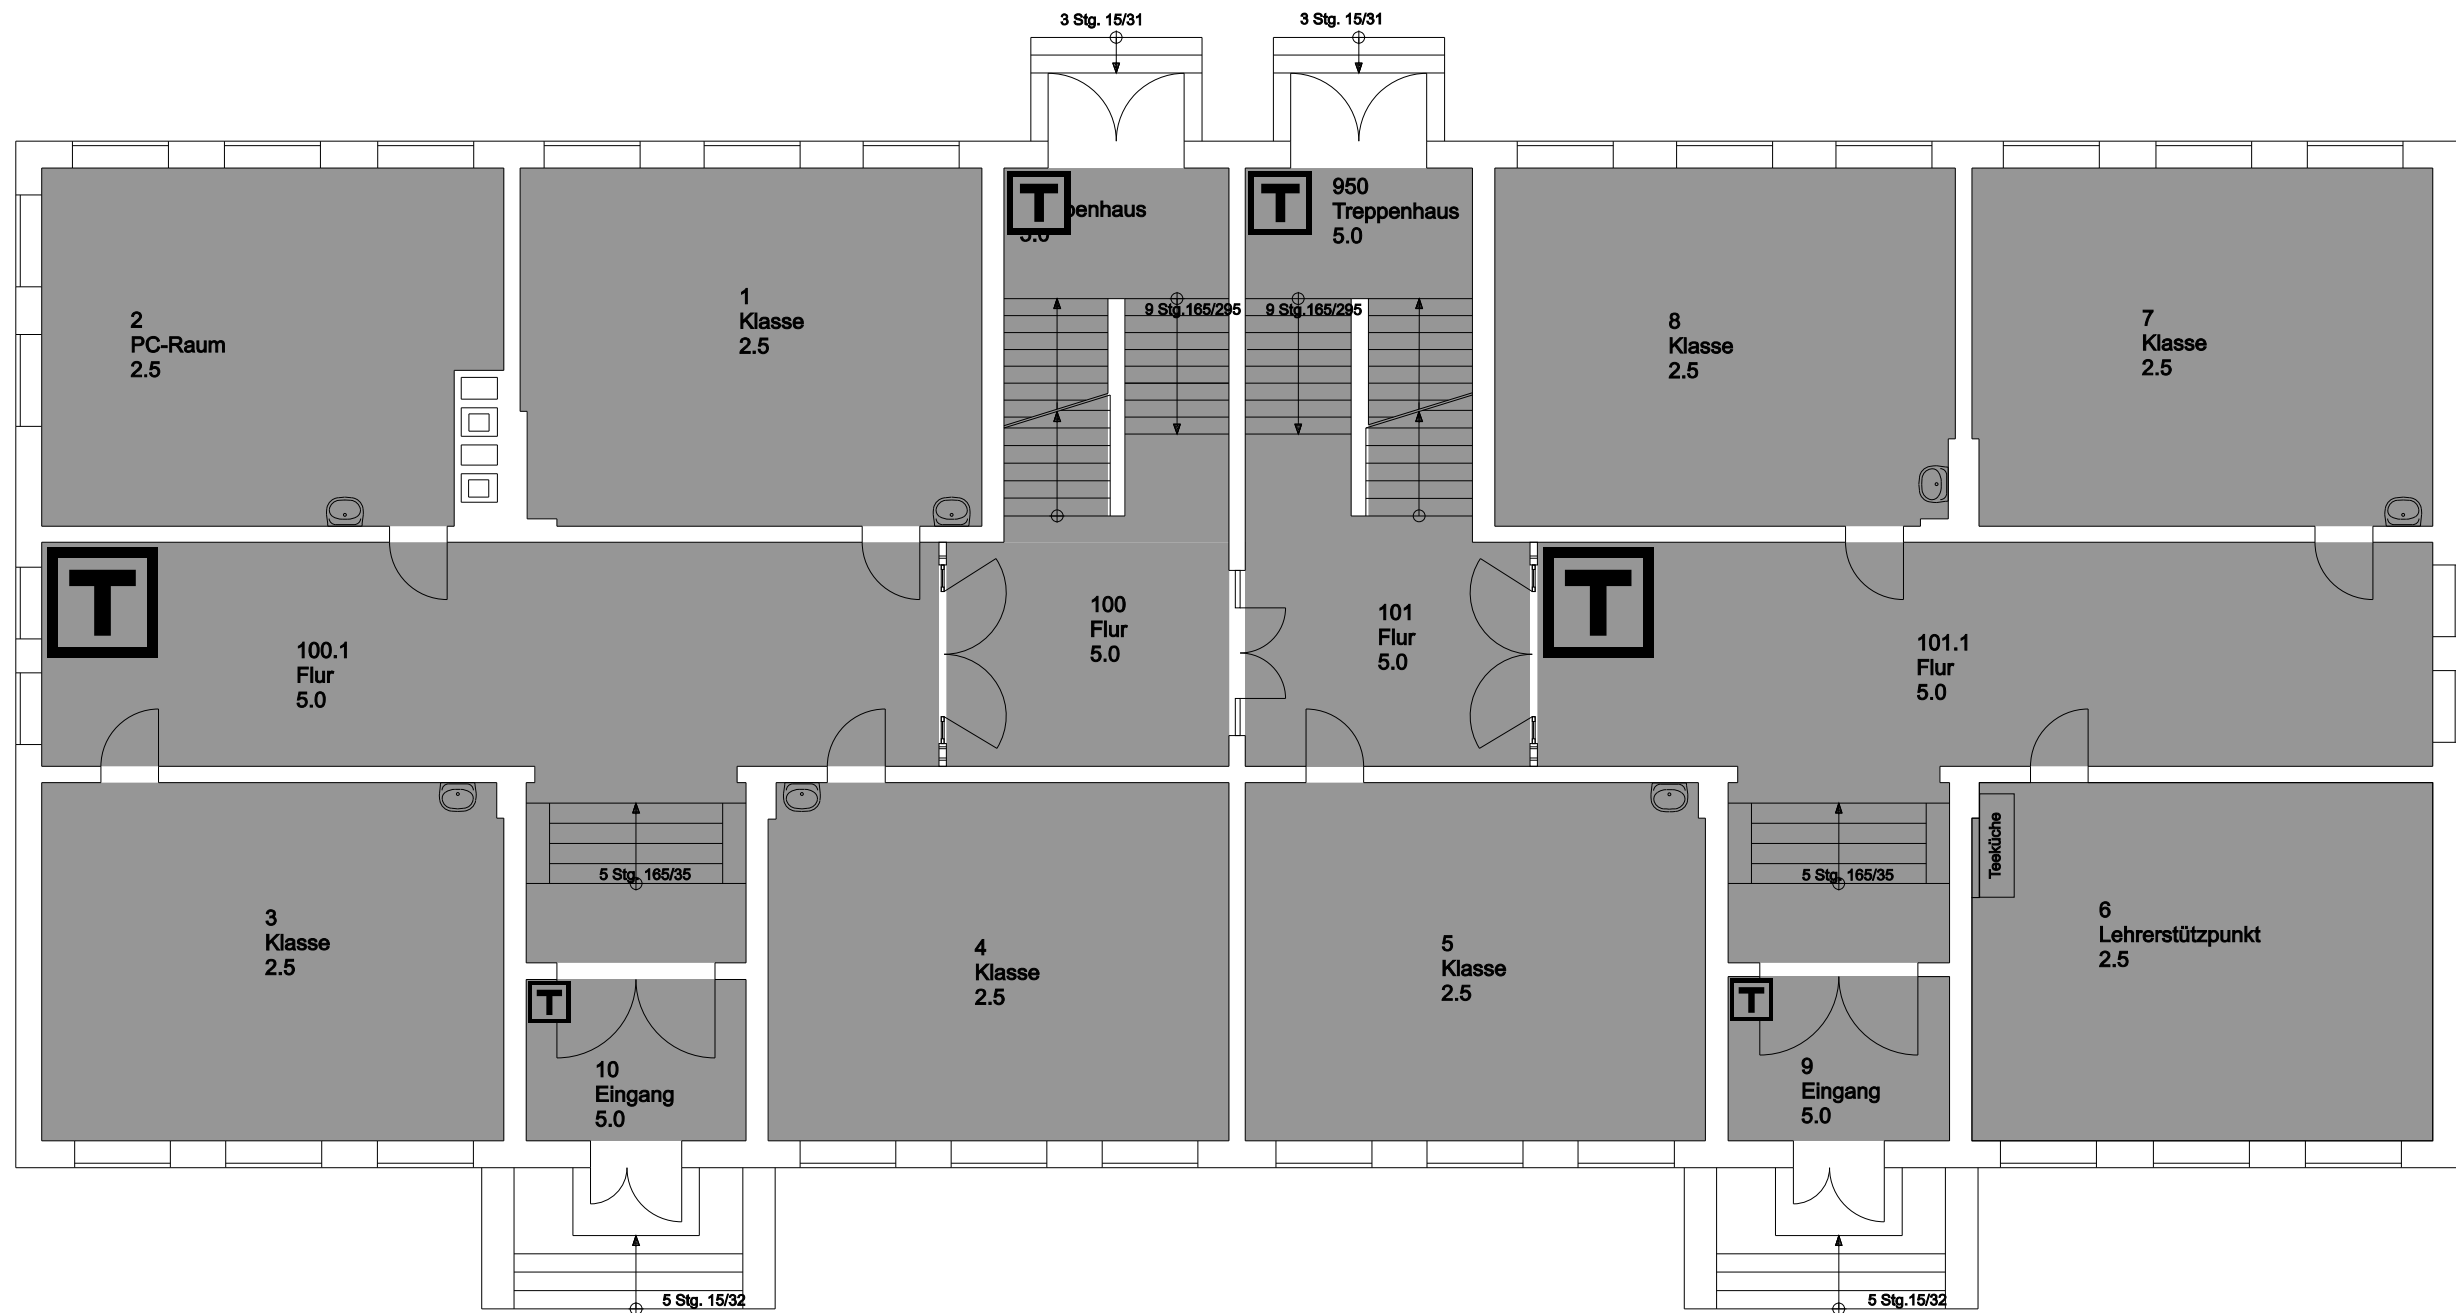 3 Stg. 15/31
3 Stg. 15/31
T
penhaus
5.0
T
950
Treppenhaus
5.0
2
PC-Raum
2.5
1
Klasse
2.5
9 Stg.165/295
9 Stg.165/295
8
Klasse
2.5
7
Klasse
2.5
T
100.1
Flur
5.0
100
Flur
5.0
101
Flur
5.0
T
101.1
Flur
5.0
3
Klasse
2.5
5 Stg. 165/35
4
Klasse
2.5
5
Klasse
2.5
5 Stg. 165/35
Teeküche
6
Lehrerstützpunkt
2.5
T
10
Eingang
5.0
T
9
Eingang
5.0
5 Stg. 15/32
5 Stg.15/32